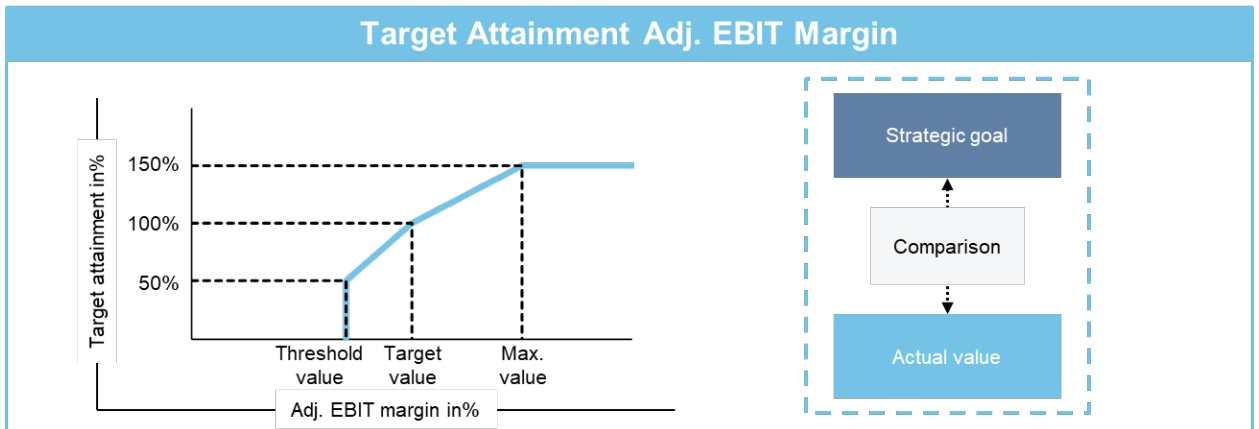 Target Attainment Adj. EBIT Margin
Target attainment in%
150%
100%
50%
Threshold
value
Target
value
Max.
value
Adj. EBIT margin in%
Strategic goal
Comparison
Actual value